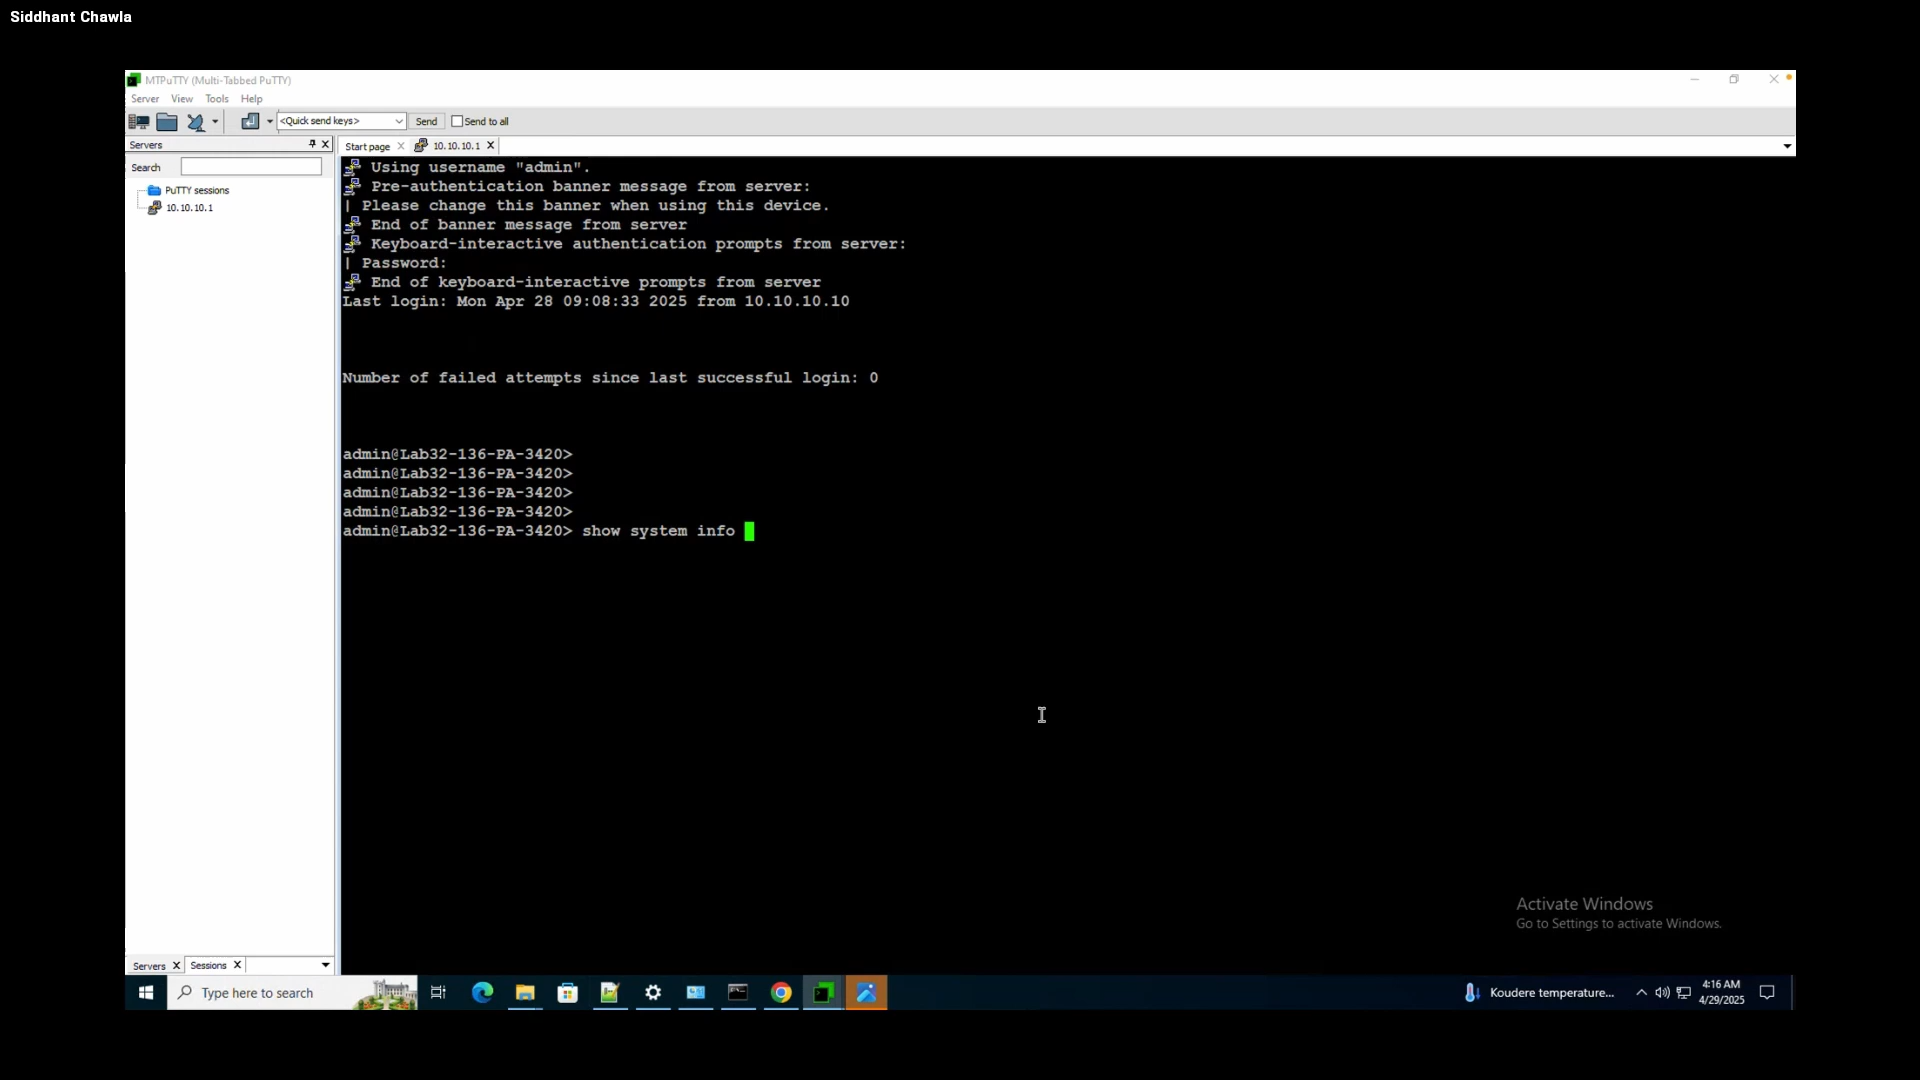 Siddhant Chawla
MTPuTTY (Multi-Tabbed PuTTY)
Server View Tools Help
<Quick send keys> Send Send to all
Servers
Start page 10.10.10.1
Search
PuTTY sessions
10.10.10.1
Using username "admin".
Pre-authentication banner message from server:
| Please change this banner when using this device.
End of banner message from server
Keyboard-interactive authentication prompts from server:
| Password:
End of keyboard-interactive prompts from server
Last login: Mon Apr 28 09:08:33 2025 from 10.10.10.10
Number of failed attempts since last successful login: 0
admin@Lab32-136-PA-3420>
admin@Lab32-136-PA-3420>
admin@Lab32-136-PA-3420>
admin@Lab32-136-PA-3420>
admin@Lab32-136-PA-3420> show system info
Activate Windows
Go to Settings to activate Windows.
Servers Sessions
Type here to search
Koudere temperature...
4:16 AM
4/29/2025